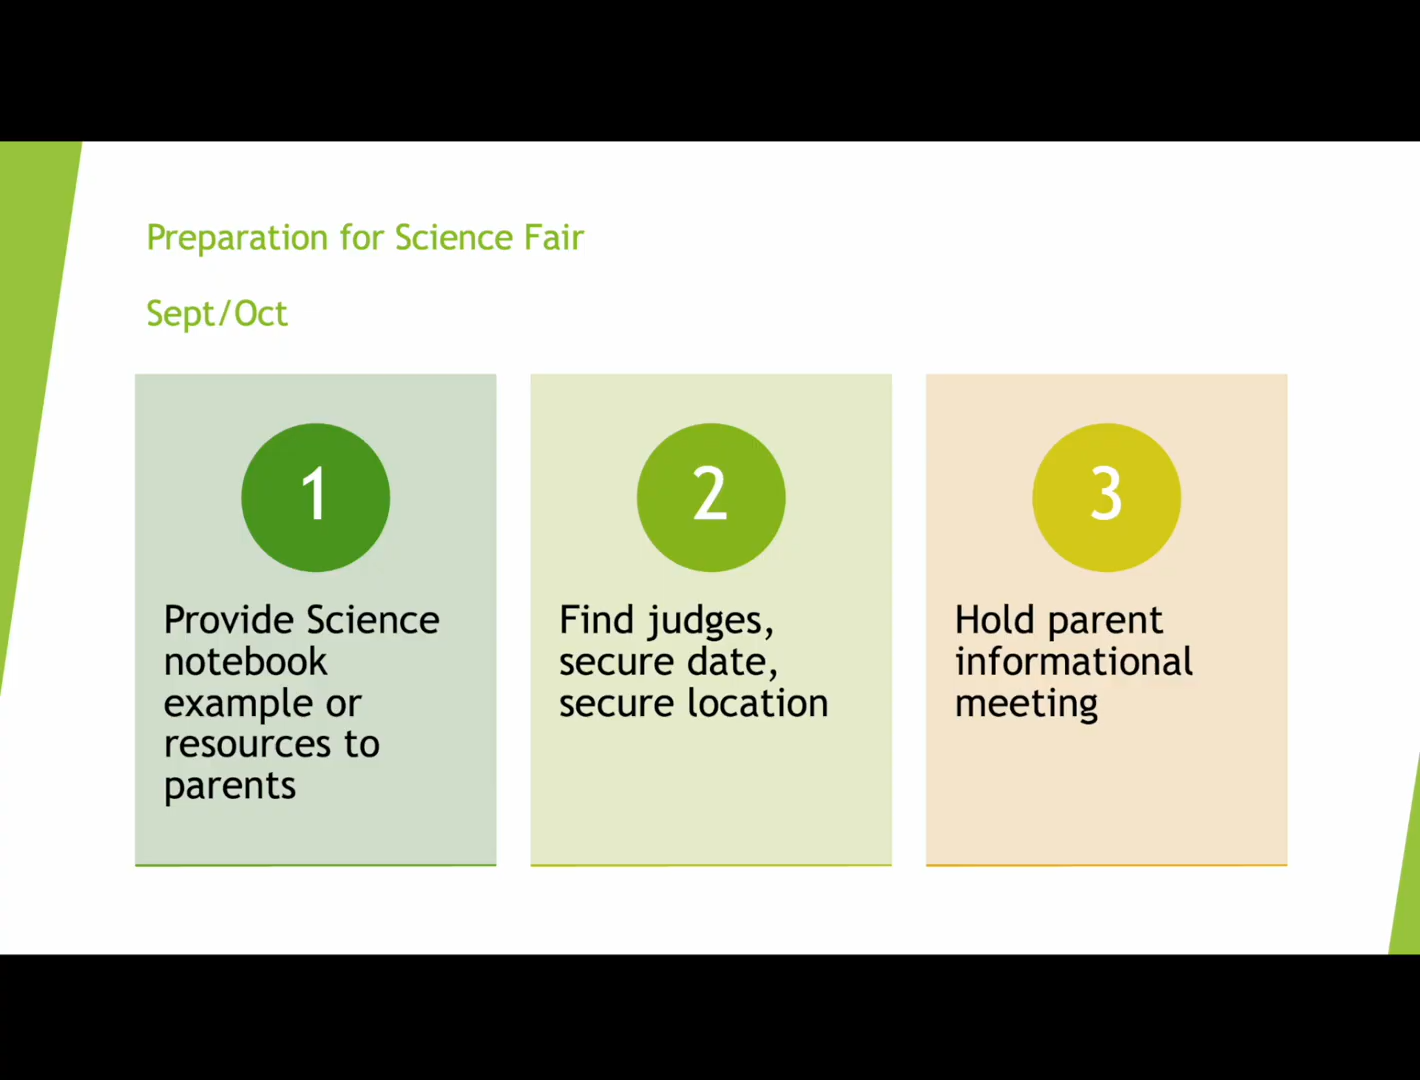 Preparation for Science Fair
Sept/Oct
1
Provide Science
notebook
example or
resources to
parents
2
Find judges,
secure date,
secure location
3
Hold parent
informational
meeting